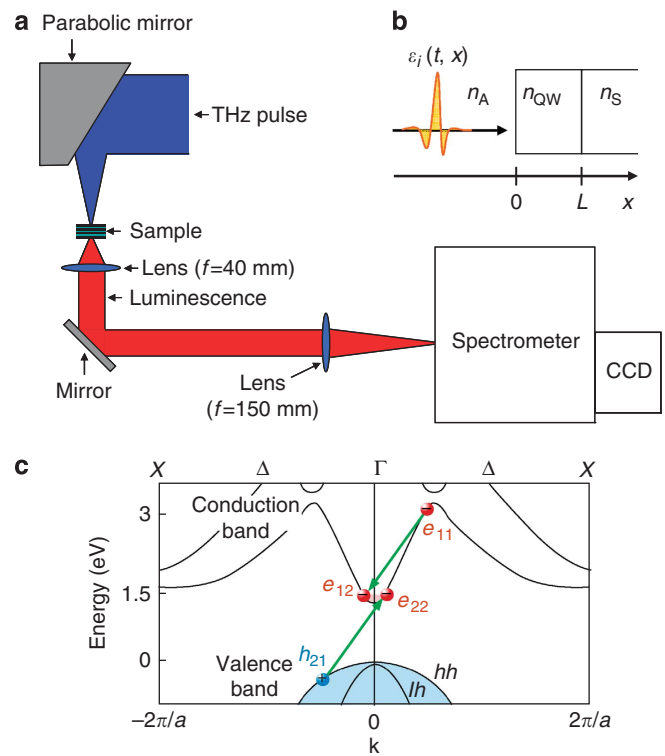 a
Parabolic mirror
THz pulse
Sample
Lens (f=40 mm)
Luminescence
Mirror
Lens
(f=150 mm)
Spectrometer
CCD
b
εi (t, x)
nA
nQW
nS
0
L
x
c
X
Δ
Γ
Δ
X
Conduction
band
Energy (eV)
3
1.5
0
e11
e12
e22
h21
Valence
band
hh
lh
–2π/a
0
2π/a
k